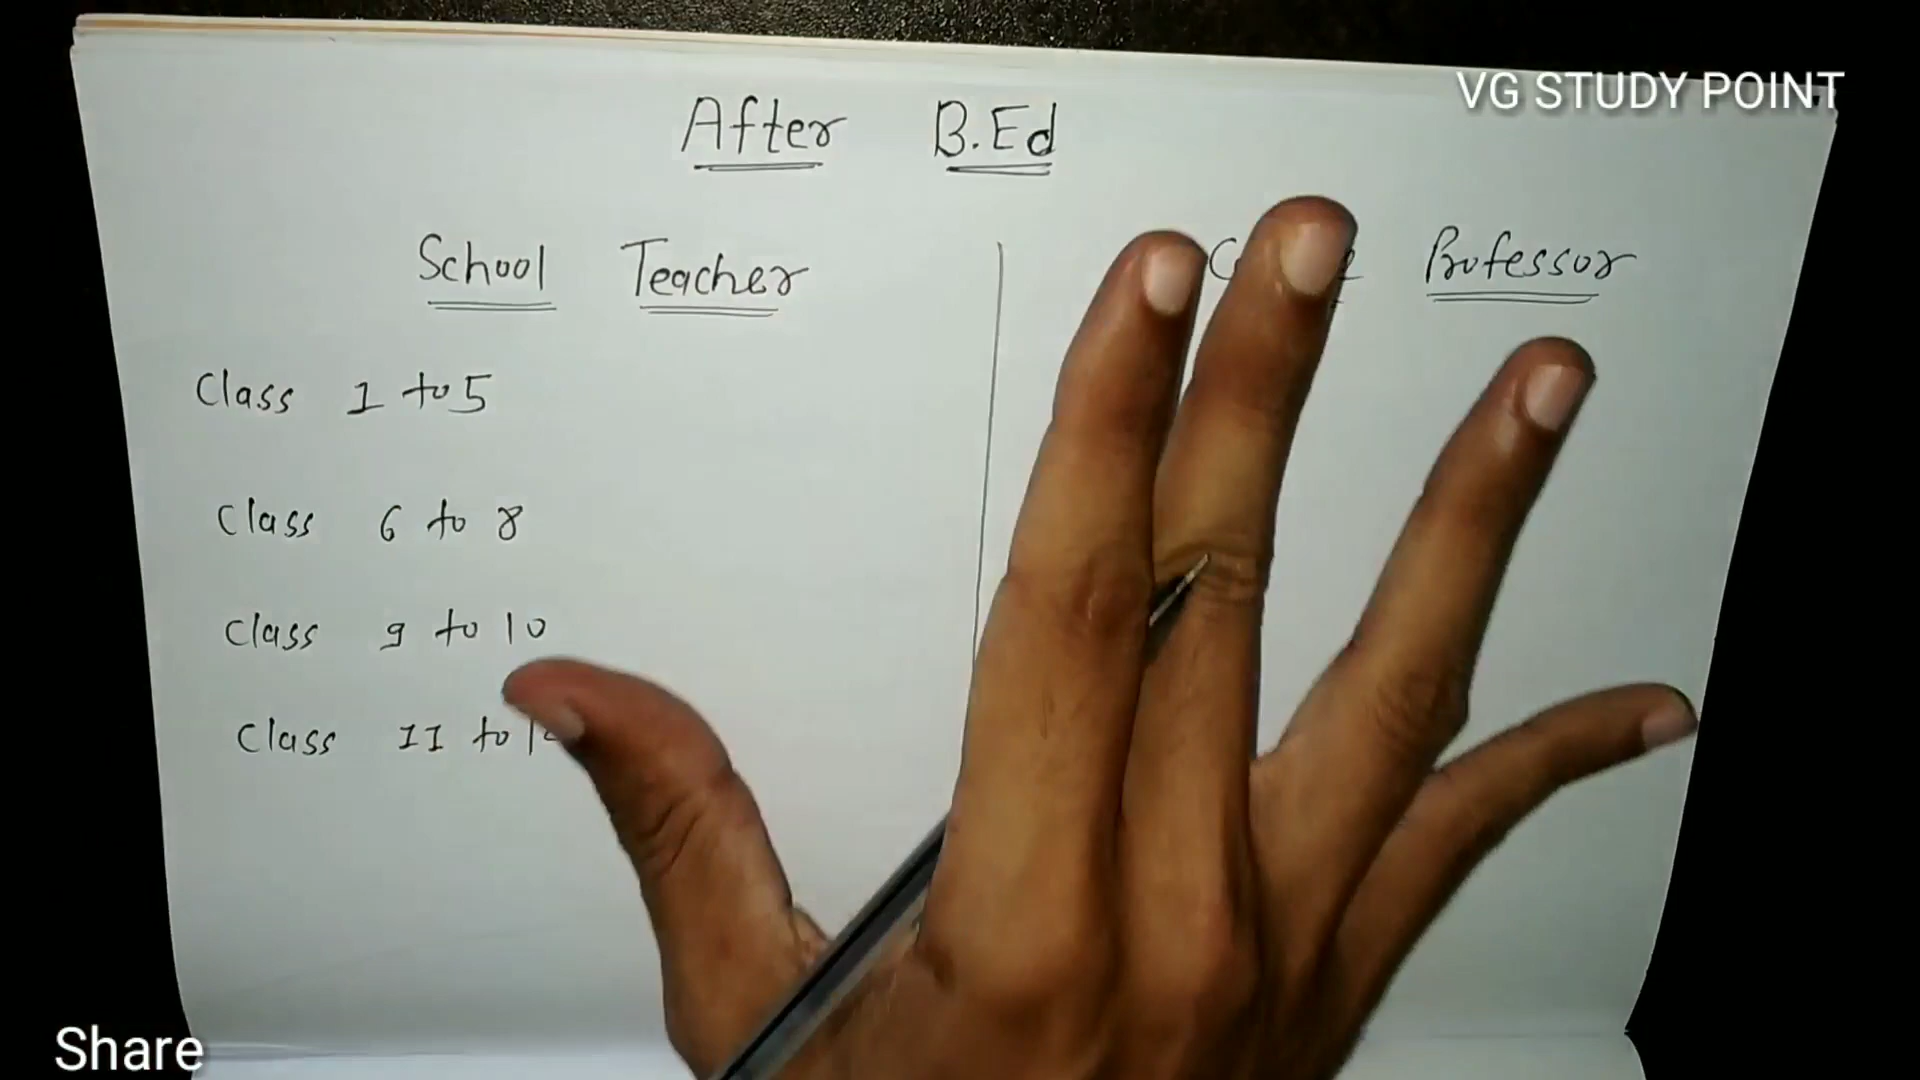 VG STUDY POINT
After B.Ed
School Teacher
Professor
Class 1 to 5
Class 6 to 8
Class 9 to 10
Class 11 to
Share